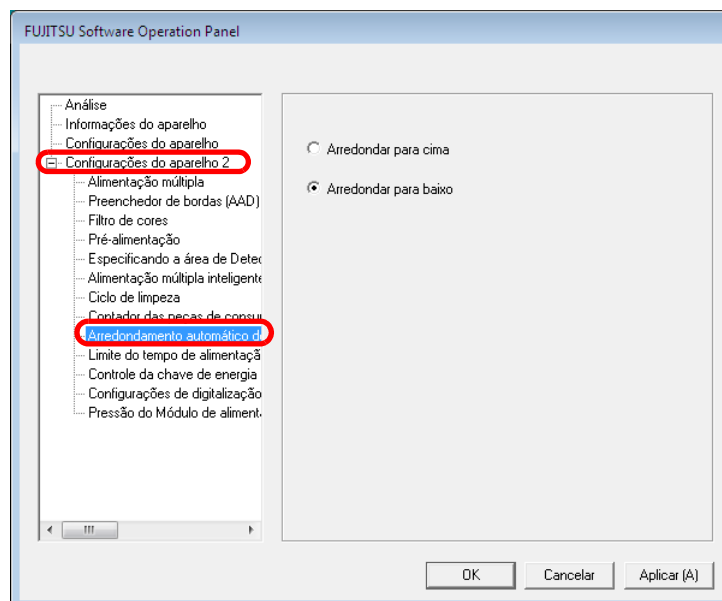 FUJITSU Software Operation Panel
Análise
Informações do aparelho
Configurações do aparelho
Configurações do aparelho 2
Alimentação múltipla
Preenchedor de bordas (AAD)
Filtro de cores
Pré-alimentação
Especificando a área de Detec
Alimentação múltipla inteligente
Ciclo de limpeza
Contador das peças de consu
Arredondamento automático d
Limite do tempo de alimentaçã
Controle da chave de energia
Configurações de digitalização
Pressão do Módulo de aliment
Arredondar para cima
Arredondar para baixo
OK
Cancelar
Aplicar (A)